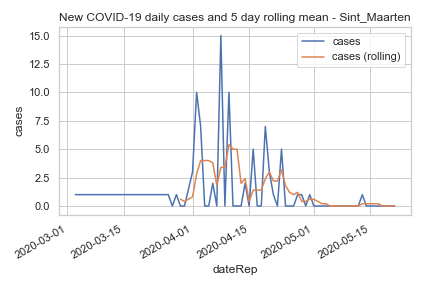 New COVID-19 daily cases and 5 day rolling mean - Sint_Maarten
cases
cases (rolling)
15.0
12.5
10.0
7.5
5.0
2.5
0.0
cases
2020-03-01
2020-03-15
2020-04-01
2020-04-15
2020-05-01
2020-05-15
dateRep